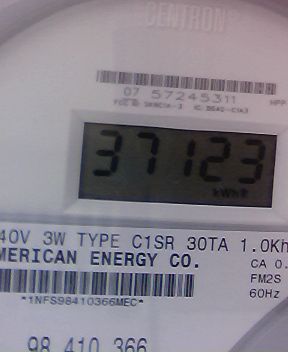 CENTRON
07 57245311
37123
kWh
40V 3W TYPE C1SR 30TA 1.0Kh
MERICAN ENERGY CO.
CA 0.
FM2S
60Hz
*1NFS98410366MEC*
98 410 366